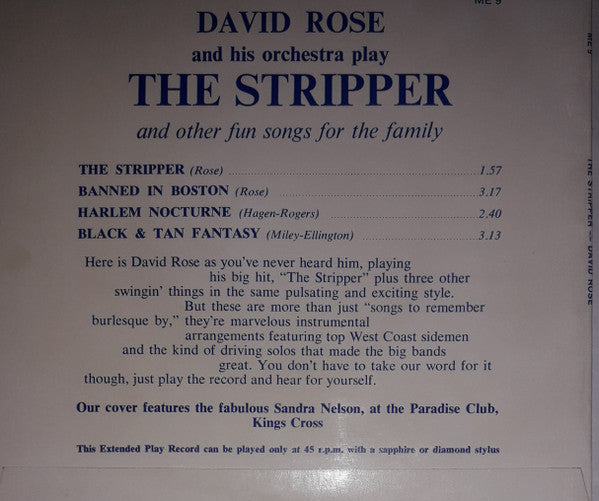 ME 9
DAVID ROSE
and his orchestra play
THE STRIPPER
and other fun songs for the family
THE STRIPPER (Rose) 1.57
BANNED IN BOSTON (Rose) 3.17
HARLEM NOCTURNE (Hagen-Rogers) 2.40
BLACK & TAN FANTASY (Miley-Ellington) 3.13
Here is David Rose as you've never heard him, playing
his big hit, "The Stripper" plus three other
swingin' things in the same pulsating and exciting style.
But these are more than just "songs to remember
burlesque by," they're marvelous instrumental
arrangements featuring top West Coast sidemen
and the kind of driving solos that made the big bands
great. You don't have to take our word for it
though, just play the record and hear for yourself.
Our cover features the fabulous Sandra Nelson, at the Paradise Club,
Kings Cross
This Extended Play Record can be played only at 45 r.p.m. with a sapphire or diamond stylus
ME 9
THE STRIPPER — DAVID ROSE